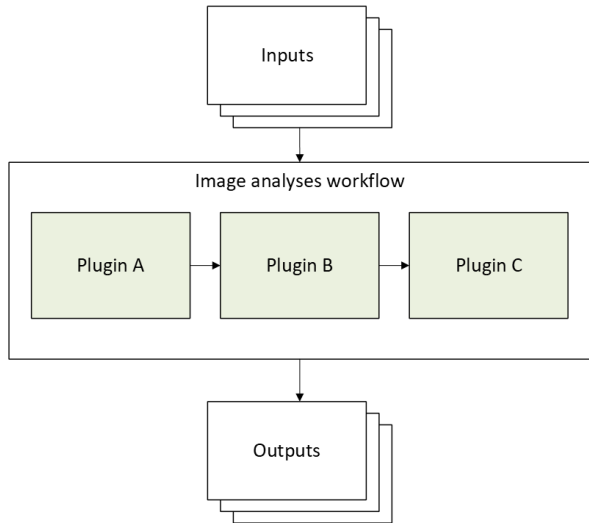 Inputs
Image analyses workflow
Plugin A
Plugin B
Plugin C
Outputs